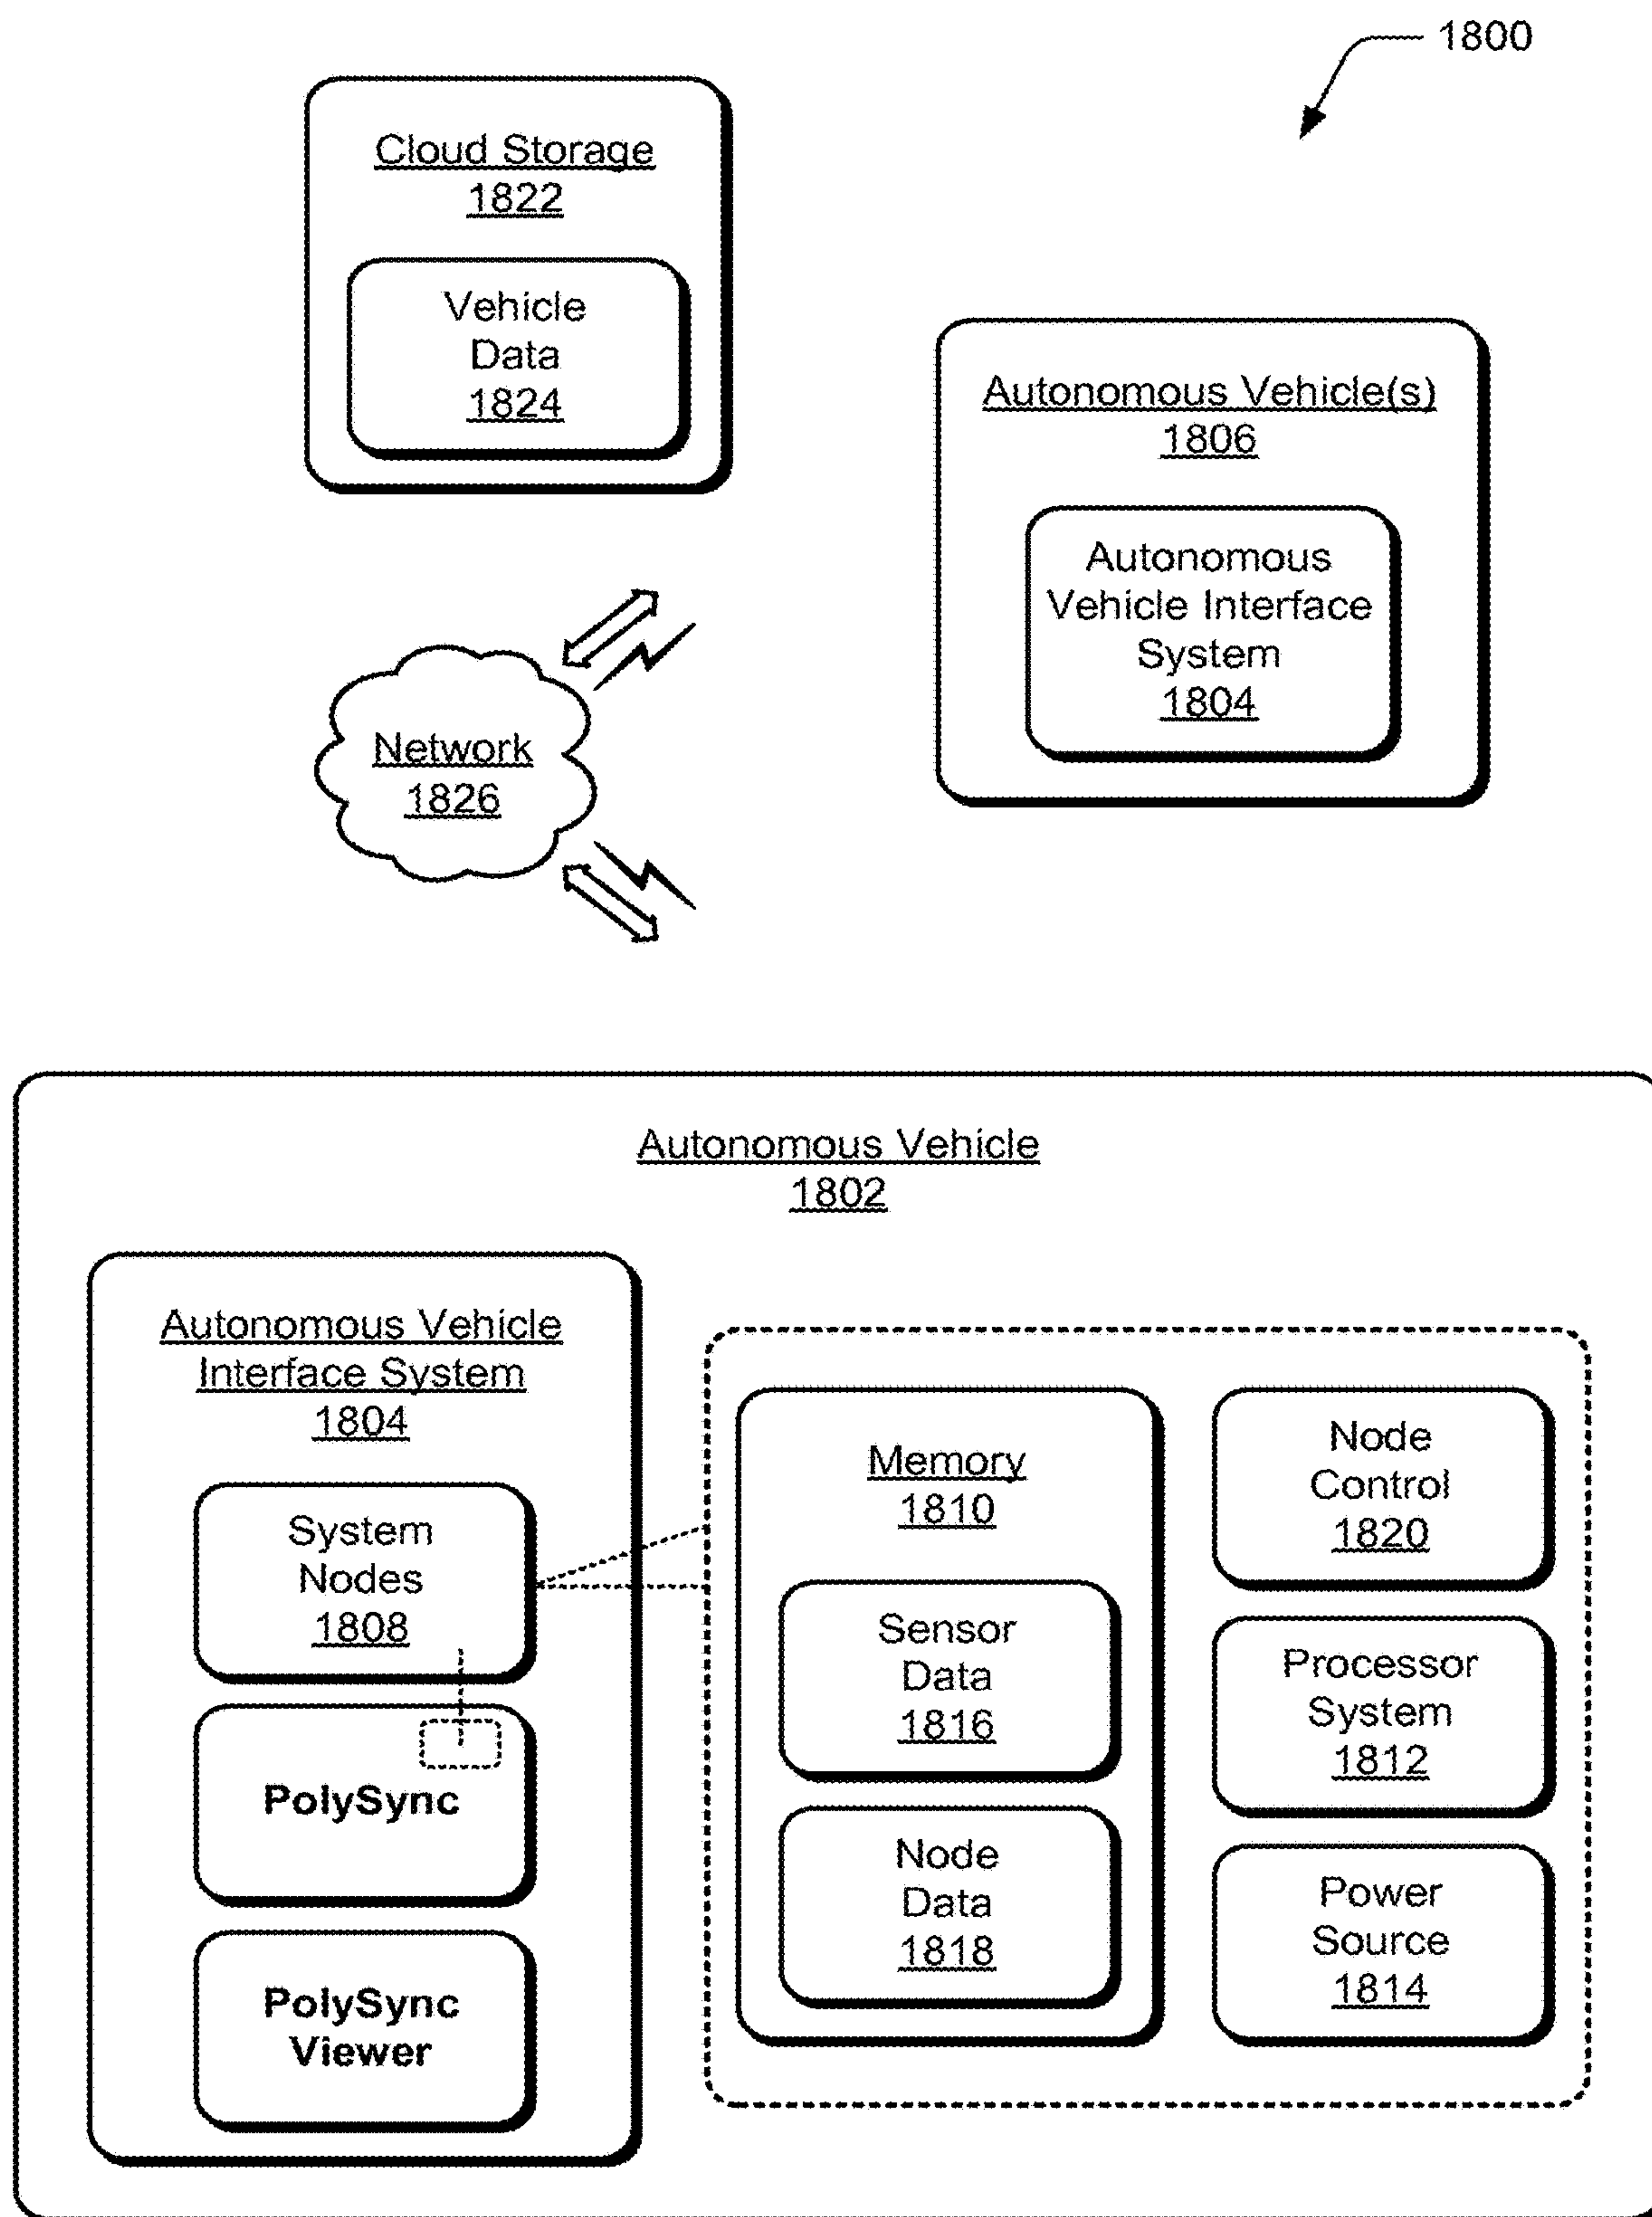 1800
Cloud Storage
1822
Vehicle
Data
1824
Autonomous Vehicle(s)
1806
Autonomous
Vehicle Interface
System
1804
Network
1826
Autonomous Vehicle
1802
Autonomous Vehicle
Interface System
1804
System
Nodes
1808
PolySync
PolySync
Viewer
Memory
1810
Sensor
Data
1816
Node
Data
1818
Node
Control
1820
Processor
System
1812
Power
Source
1814